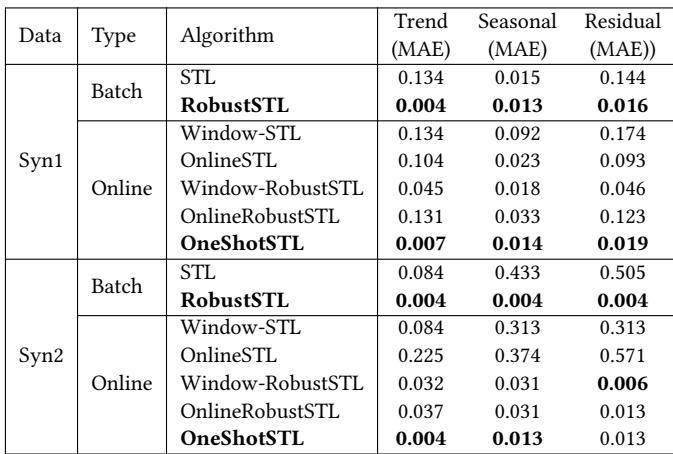 Data Type Algorithm Trend (MAE) Seasonal (MAE) Residual (MAE))
Syn1 Batch STL 0.134 0.015 0.144
RobustSTL 0.004 0.013 0.016
Online Window-STL 0.134 0.092 0.174
OnlineSTL 0.104 0.023 0.093
Window-RobustSTL 0.045 0.018 0.046
OnlineRobustSTL 0.131 0.033 0.123
OneShotSTL 0.007 0.014 0.019
Syn2 Batch STL 0.084 0.433 0.505
RobustSTL 0.004 0.004 0.004
Online Window-STL 0.084 0.313 0.313
OnlineSTL 0.225 0.374 0.571
Window-RobustSTL 0.032 0.031 0.006
OnlineRobustSTL 0.037 0.031 0.013
OneShotSTL 0.004 0.013 0.013